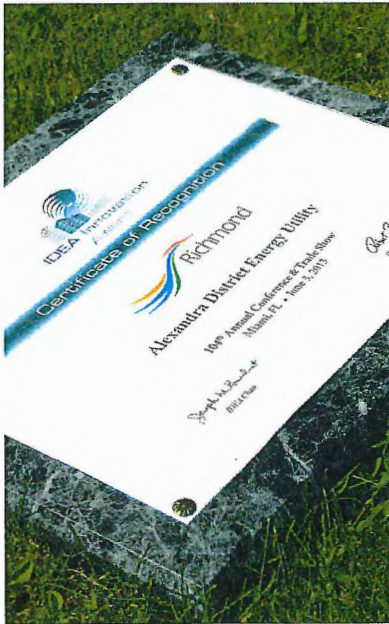 IDEA Innovation
Awards
Certificate of Recognition
Richmond
Alexandra District Energy Utility
104th Annual Conference & Trade Show
Miami, FL • June 3, 2013
IDEA Chair